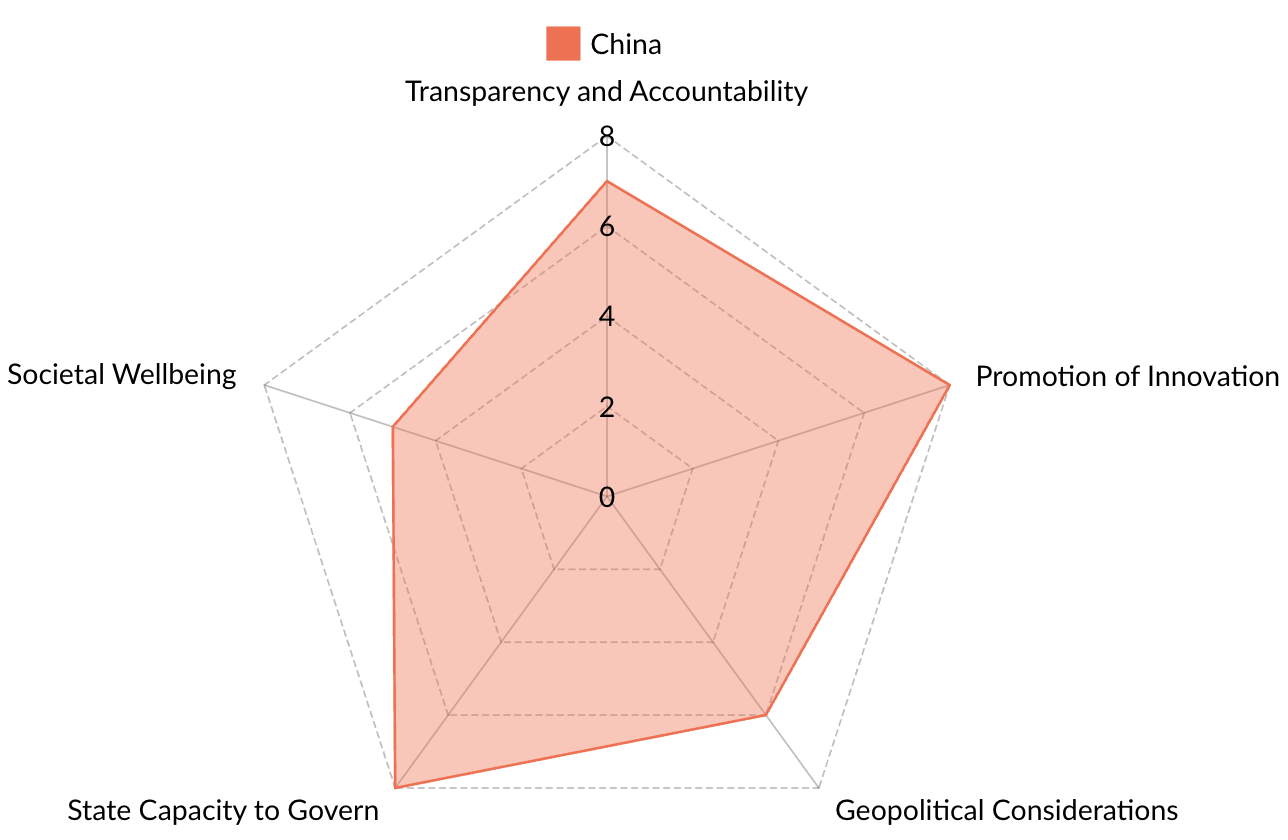 China
Transparency and Accountability
8
6
Societal Wellbeing
Promotion of Innovation
4
2
0
State Capacity to Govern
Geopolitical Considerations